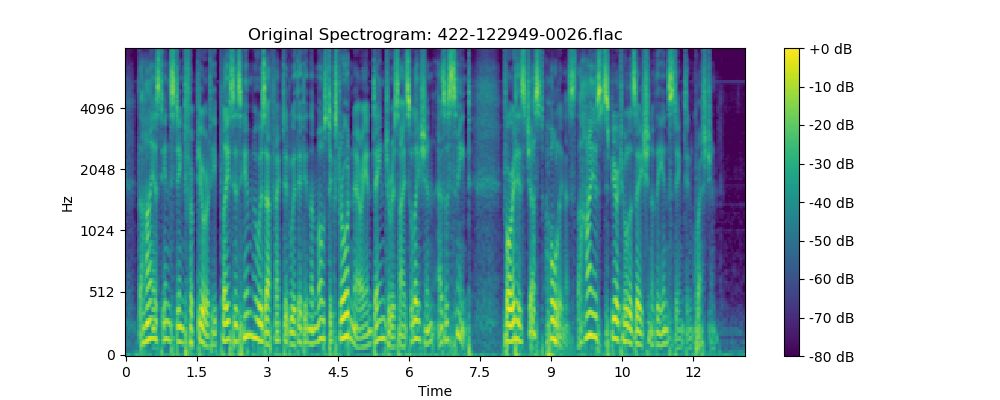 Original Spectrogram: 422-122949-0026.flac
Hz
4096
2048
1024
512
0
0 1.5 3 4.5 6 7.5 9 10 12
Time
+0 dB
-10 dB
-20 dB
-30 dB
-40 dB
-50 dB
-60 dB
-70 dB
-80 dB